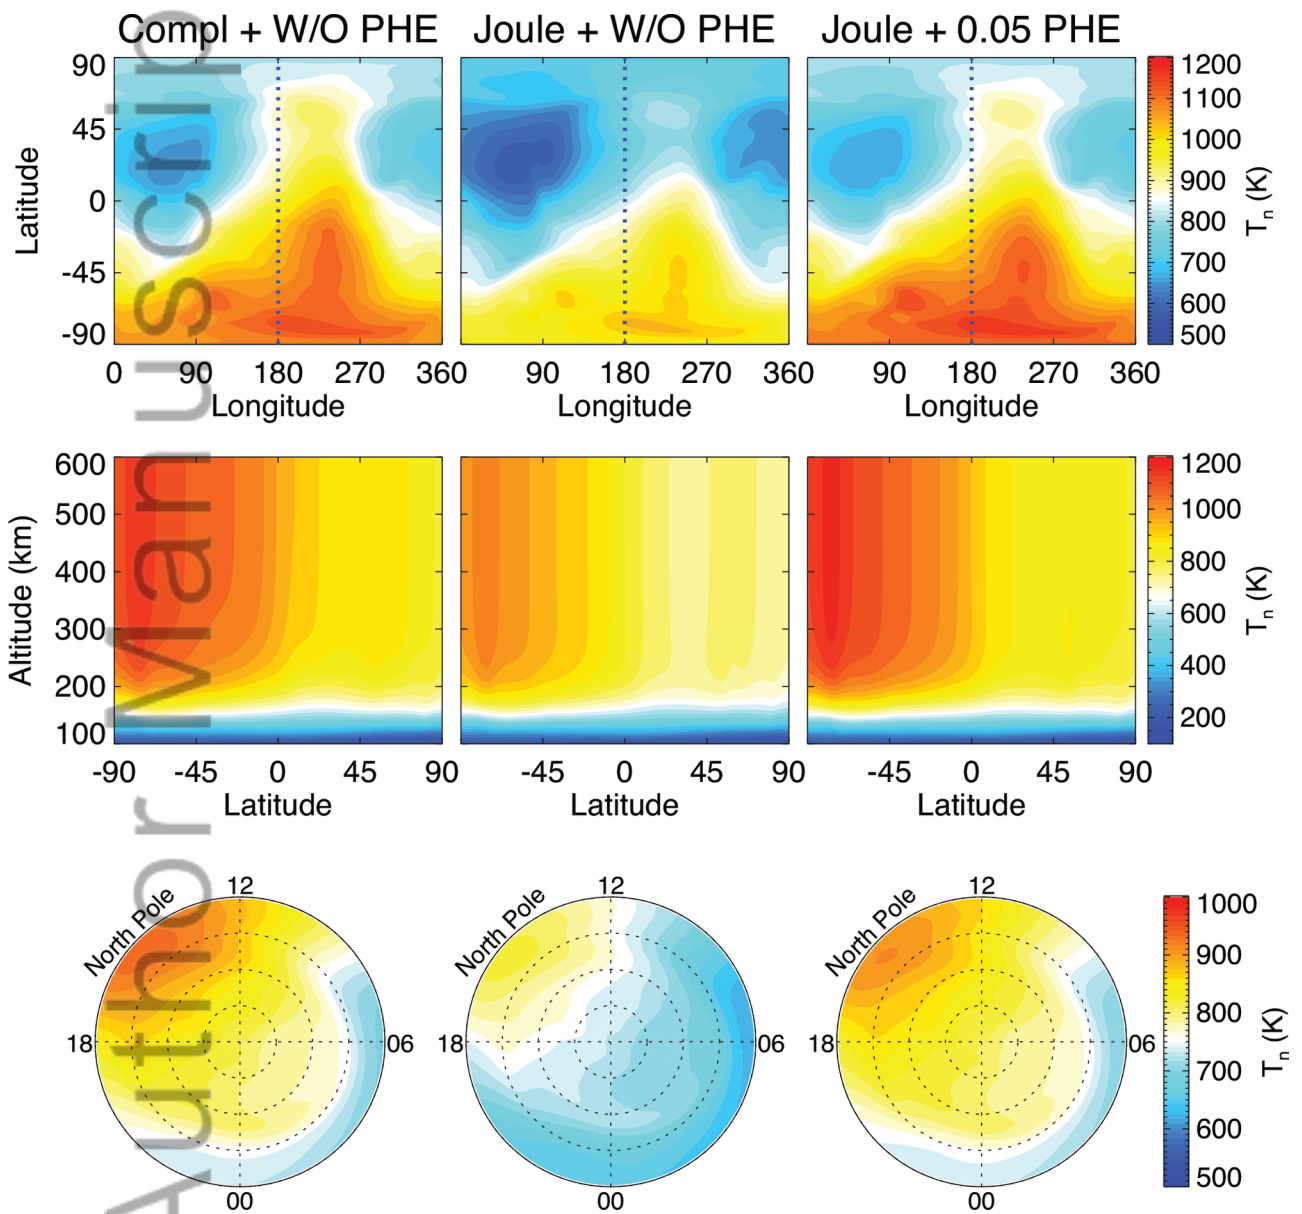 Compl + W/O PHE Joule + W/O PHE Joule + 0.05 PHE
90
45
0
-45
-90
Latitude
0 90 180 270 360
90 180 270 360
90 180 270 360
Longitude Longitude Longitude
1200
1100
1000
900
800
700
600
500
Tn (K)
600
500
400
300
200
100
Altitude (km)
-90 -45 0 45 90
-45 0 45 90
-45 0 45 90
Latitude Latitude Latitude
1200
1000
800
600
400
200
Tn (K)
North Pole
12
18
06
00
North Pole
12
18
06
00
North Pole
12
18
06
00
1000
900
800
700
600
500
Tn (K)
Author Manuscrip